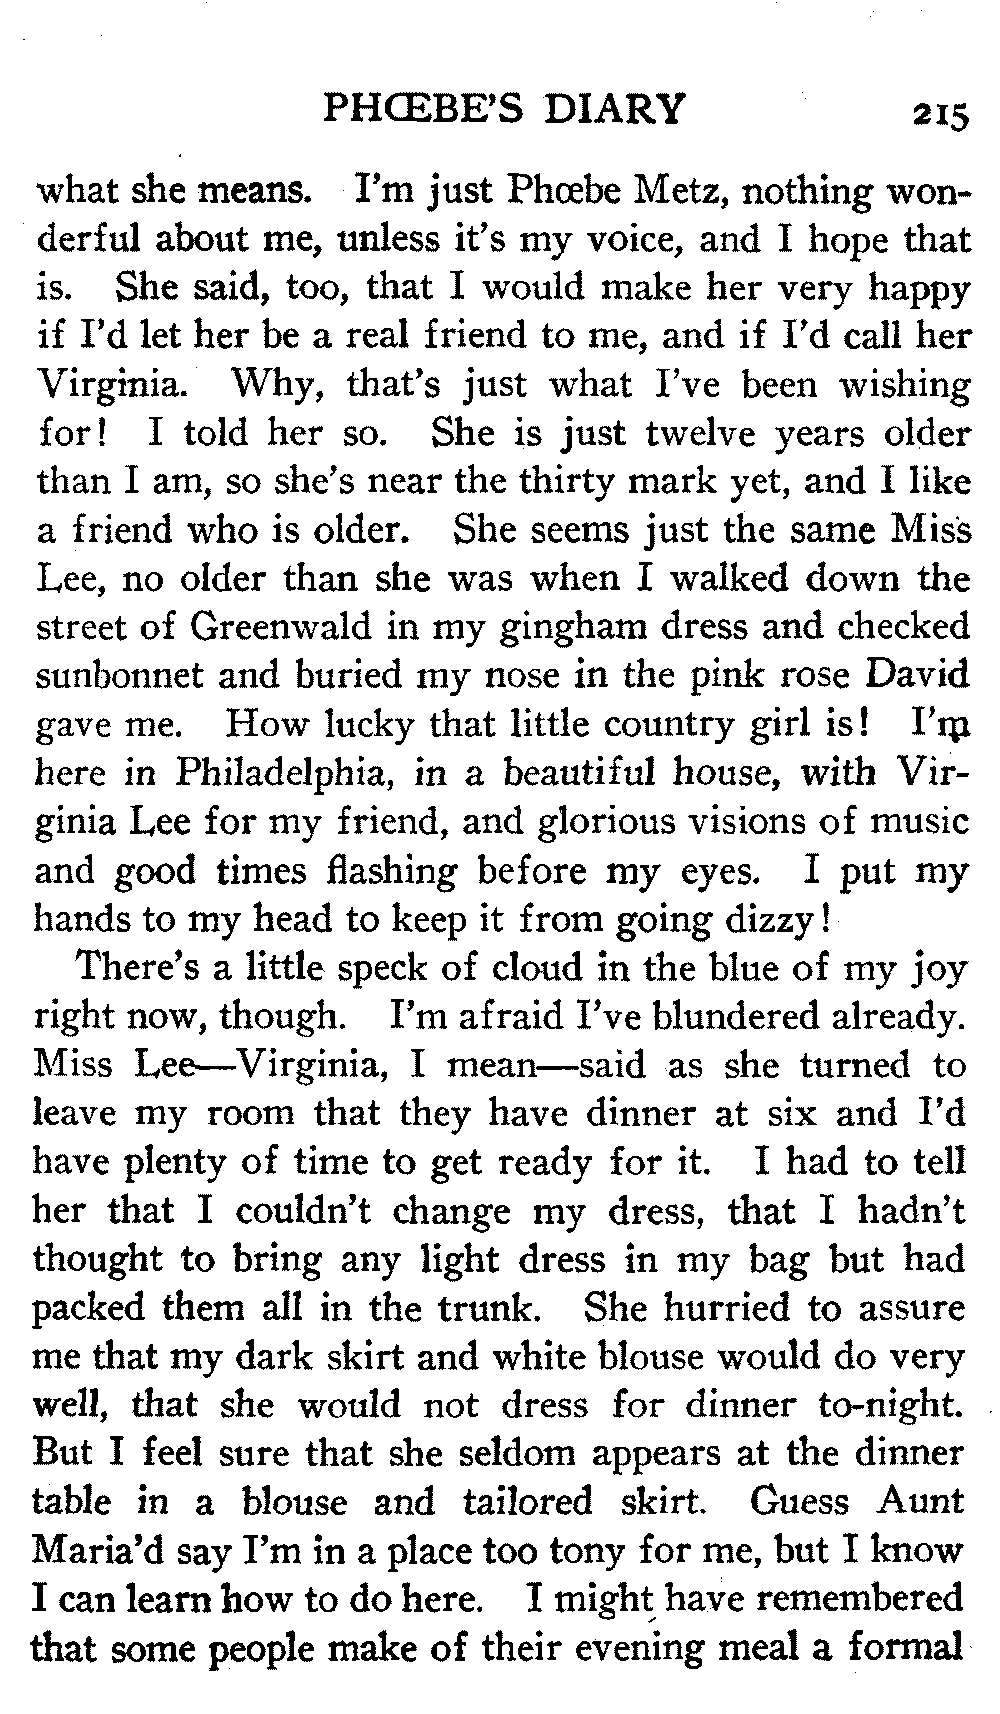 PHŒBE'S DIARY 215
what she means. I'm just Phœbe Metz, nothing won-
derful about me, unless it's my voice, and I hope that
is. She said, too, that I would make her very happy
if I'd let her be a real friend to me, and if I'd call her
Virginia. Why, that's just what I've been wishing
for! I told her so. She is just twelve years older
than I am, so she's near the thirty mark yet, and I like
a friend who is older. She seems just the same Miss
Lee, no older than she was when I walked down the
street of Greenwald in my gingham dress and checked
sunbonnet and buried my nose in the pink rose David
gave me. How lucky that little country girl is! I'm
here in Philadelphia, in a beautiful house, with Vir-
ginia Lee for my friend, and glorious visions of music
and good times flashing before my eyes. I put my
hands to my head to keep it from going dizzy!
There's a little speck of cloud in the blue of my joy
right now, though. I'm afraid I've blundered already.
Miss Lee—Virginia, I mean—said as she turned to
leave my room that they have dinner at six and I'd
have plenty of time to get ready for it. I had to tell
her that I couldn't change my dress, that I hadn't
thought to bring any light dress in my bag but had
packed them all in the trunk. She hurried to assure
me that my dark skirt and white blouse would do very
well, that she would not dress for dinner to-night.
But I feel sure that she seldom appears at the dinner
table in a blouse and tailored skirt. Guess Aunt
Maria'd say I'm in a place too tony for me, but I know
I can learn how to do here. I might have remembered
that some people make of their evening meal a formal